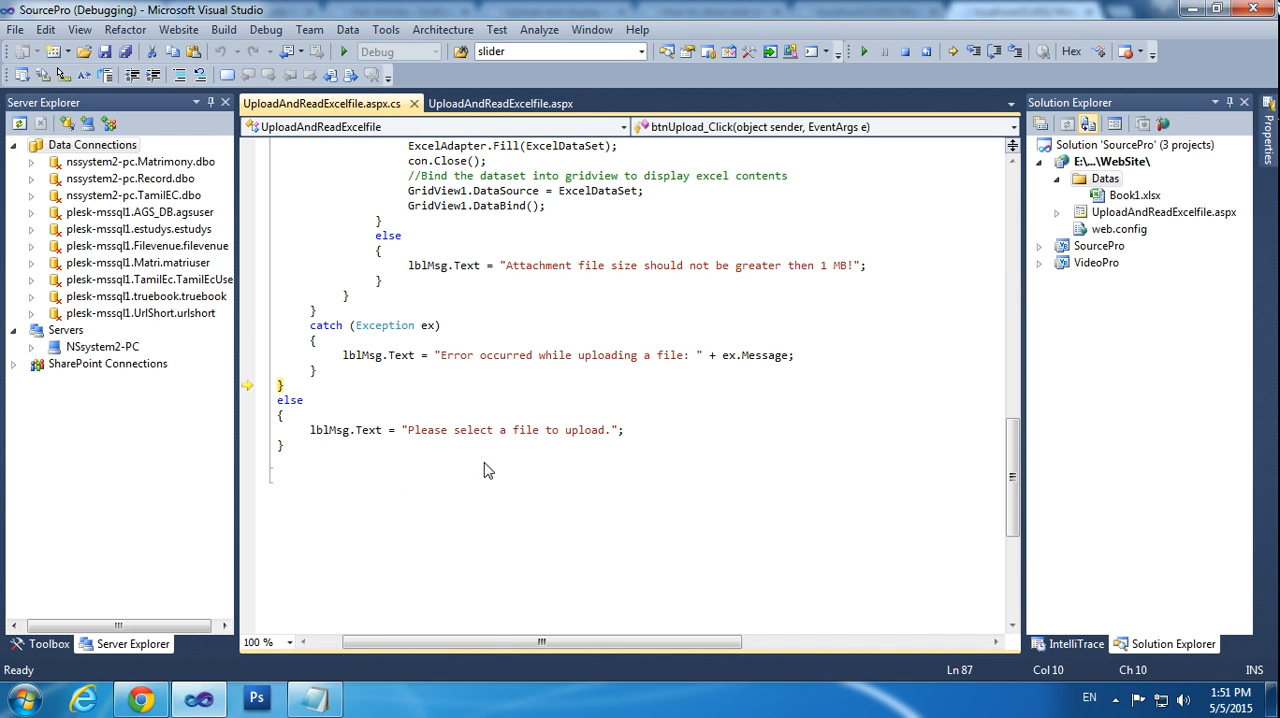 SourcePro (Debugging) - Microsoft Visual Studio
File Edit View Refactor Website Build Debug Team Data Tools Architecture Test Analyze Window Help
Debug slider Hex
Server Explorer
Data Connections
nssystem2-pc.Matrimony.dbo
nssystem2-pc.Record.dbo
nssystem2-pc.TamilEC.dbo
plesk-mssql1.AGS_DB.agsuser
plesk-mssql1.estudys.estudys
plesk-mssql1.Filevenue.filevenue
plesk-mssql1.Matri.matriuser
plesk-mssql1.TamilEc.TamilEcUse
plesk-mssql1.truebook.truebook
plesk-mssql1.UrlShort.urlshort
Servers
NSsystem2-PC
SharePoint Connections
Toolbox Server Explorer
UploadAndReadExcelfile.aspx.cs UploadAndReadExcelfile.aspx
UploadAndReadExcelfile btnUpload_Click(object sender, EventArgs e)
ExcelAdapter.Fill(ExcelDataSet);
con.Close();
//Bind the dataset into gridview to display excel contents
GridView1.DataSource = ExcelDataSet;
GridView1.DataBind();
}
else
{
lblMsg.Text = "Attachment file size should not be greater then 1 MB!";
}
}
}
catch (Exception ex)
{
lblMsg.Text = "Error occurred while uploading a file: " + ex.Message;
}
}
else
{
lblMsg.Text = "Please select a file to upload.";
}
100 %
Solution Explorer
Solution 'SourcePro' (3 projects)
E:\...\WebSite\
Datas
Book1.xlsx
UploadAndReadExcelfile.aspx
web.config
SourcePro
VideoPro
IntelliTrace Solution Explorer
Properties
Ready Ln 87 Col 10 Ch 10 INS
Ps
EN 1:51 PM
5/5/2015